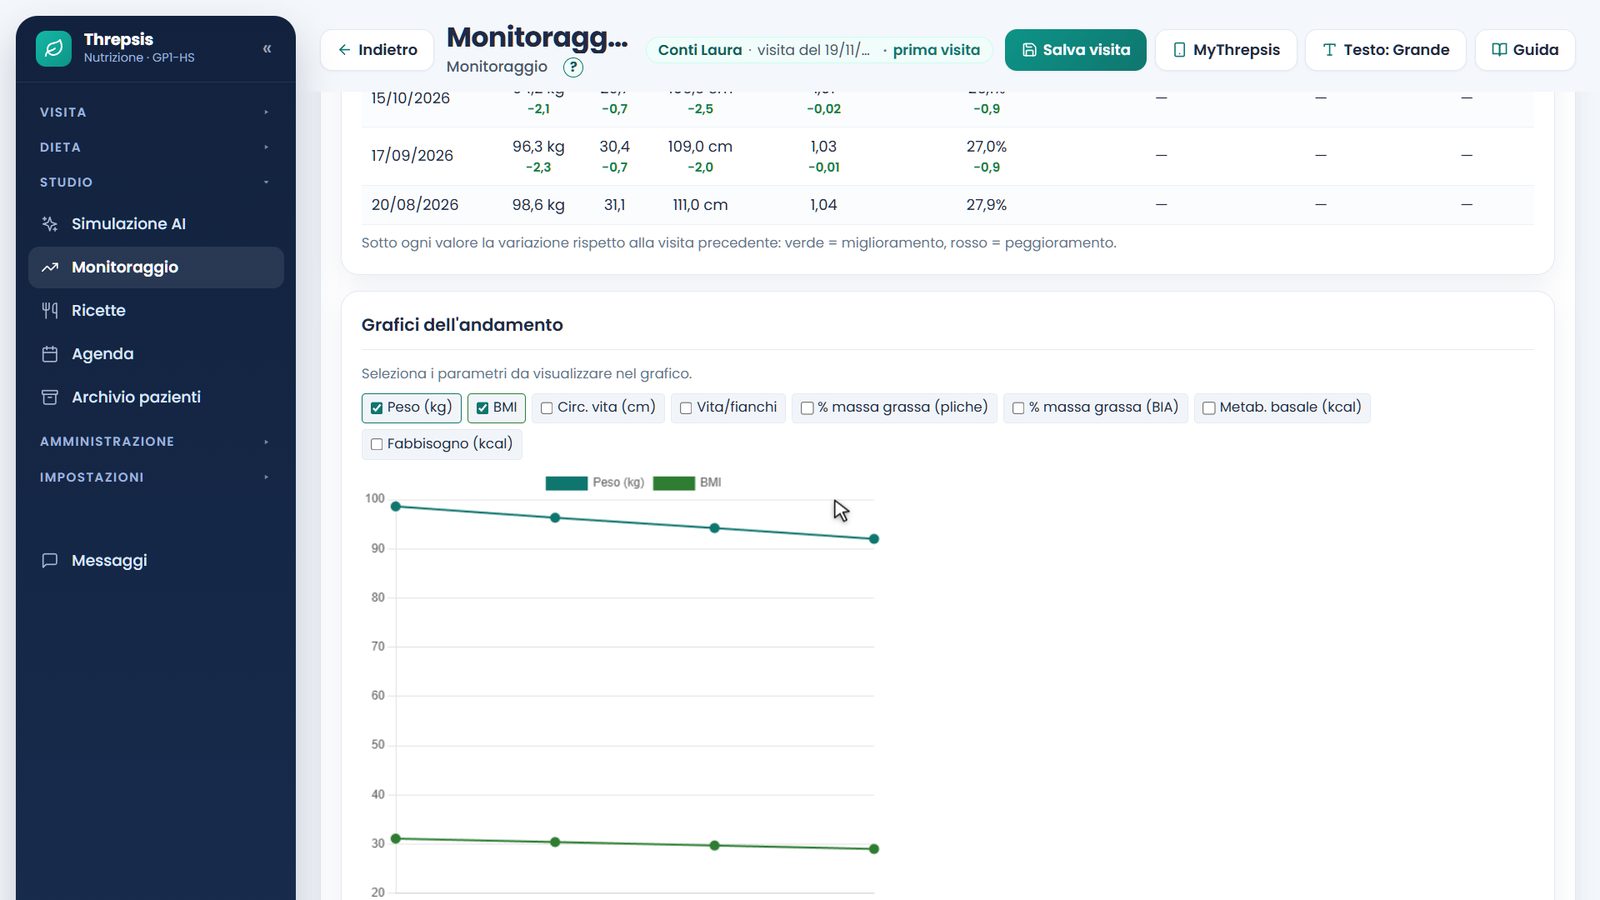 Threpsis
Nutrizione · GP1-HS
«
VISITA
DIETA
STUDIO
Simulazione AI
Monitoraggio
Ricette
Agenda
Archivio pazienti
AMMINISTRAZIONE
IMPOSTAZIONI
Messaggi
Indietro
Monitoragg...
Monitoraggio ?
Conti Laura · visita del 19/11/... · prima visita
Salva visita
MyThrepsis
Testo: Grande
Guida
15/10/2026
-2,1 -0,7 -2,5 -0,02 -0,9 — — —
17/09/2026 96,3 kg 30,4 109,0 cm 1,03 27,0% — — —
-2,3 -0,7 -2,0 -0,01 -0,9
20/08/2026 98,6 kg 31,1 111,0 cm 1,04 27,9% — — —
Sotto ogni valore la variazione rispetto alla visita precedente: verde = miglioramento, rosso = peggioramento.
Grafici dell'andamento
Seleziona i parametri da visualizzare nel grafico.
Peso (kg) BMI Circ. vita (cm) Vita/fianchi % massa grassa (pliche) % massa grassa (BIA) Metab. basale (kcal)
Fabbisogno (kcal)
Peso (kg) BMI
100
90
80
70
60
50
40
30
20